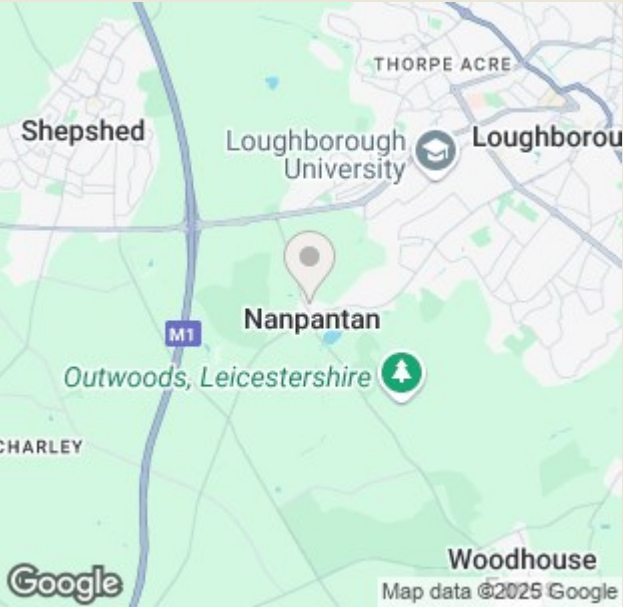 THORPE ACRE
Shepshed
Loughborough
University
Loughborou
Nanpantan
M1
Outwoods, Leicestershire
CHARLEY
Woodhouse
Google
Map data ©2025 Google